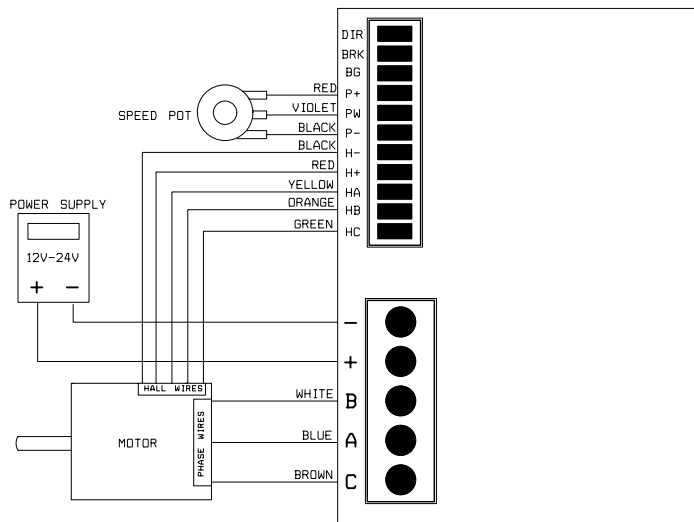 DIR
BRK
BG
RED P+
SPEED POT VIOLET PW
BLACK P-
BLACK H-
RED H+
YELLOW HA
ORANGE HB
GREEN HC
POWER SUPPLY
12V-24V
+ -
-
+
HALL WIRES
WHITE B
PHASE WIRES
MOTOR BLUE A
BROWN C